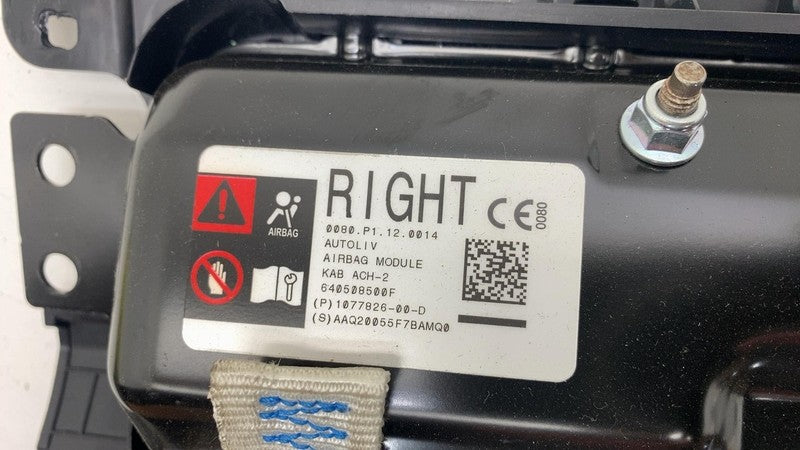 RIGHT
CE 0080
0080.P1.12.0014
AUTOLIV
AIRBAG MODULE
KAB ACH-2
640508500F
(P)1077826-00-D
(S)AAQ20055F7BAMQ0
AIRBAG